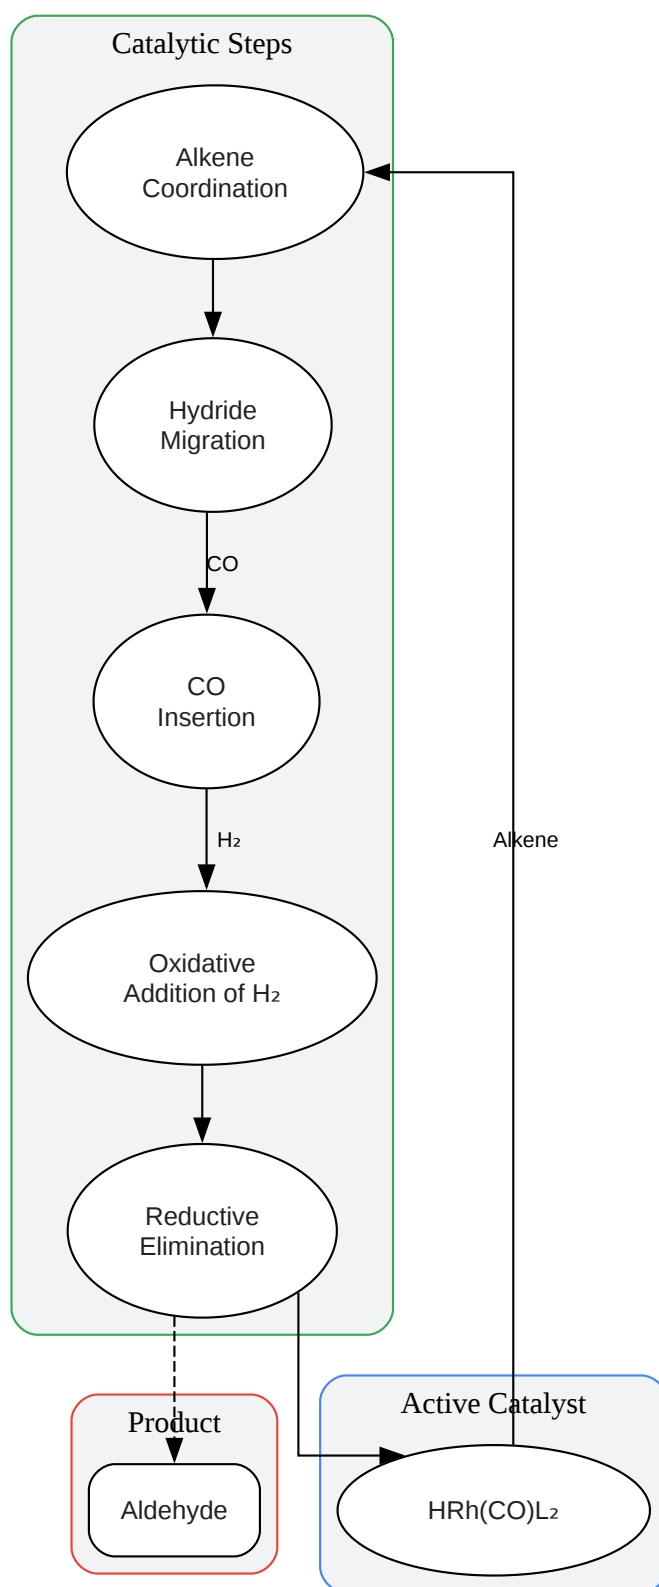 Catalytic Steps
Alkene
Coordination
Hydride
Migration
CO
CO
Insertion
H₂
Alkene
Oxidative
Addition of H₂
Reductive
Elimination
Product
Aldehyde
Active Catalyst
HRh(CO)L₂